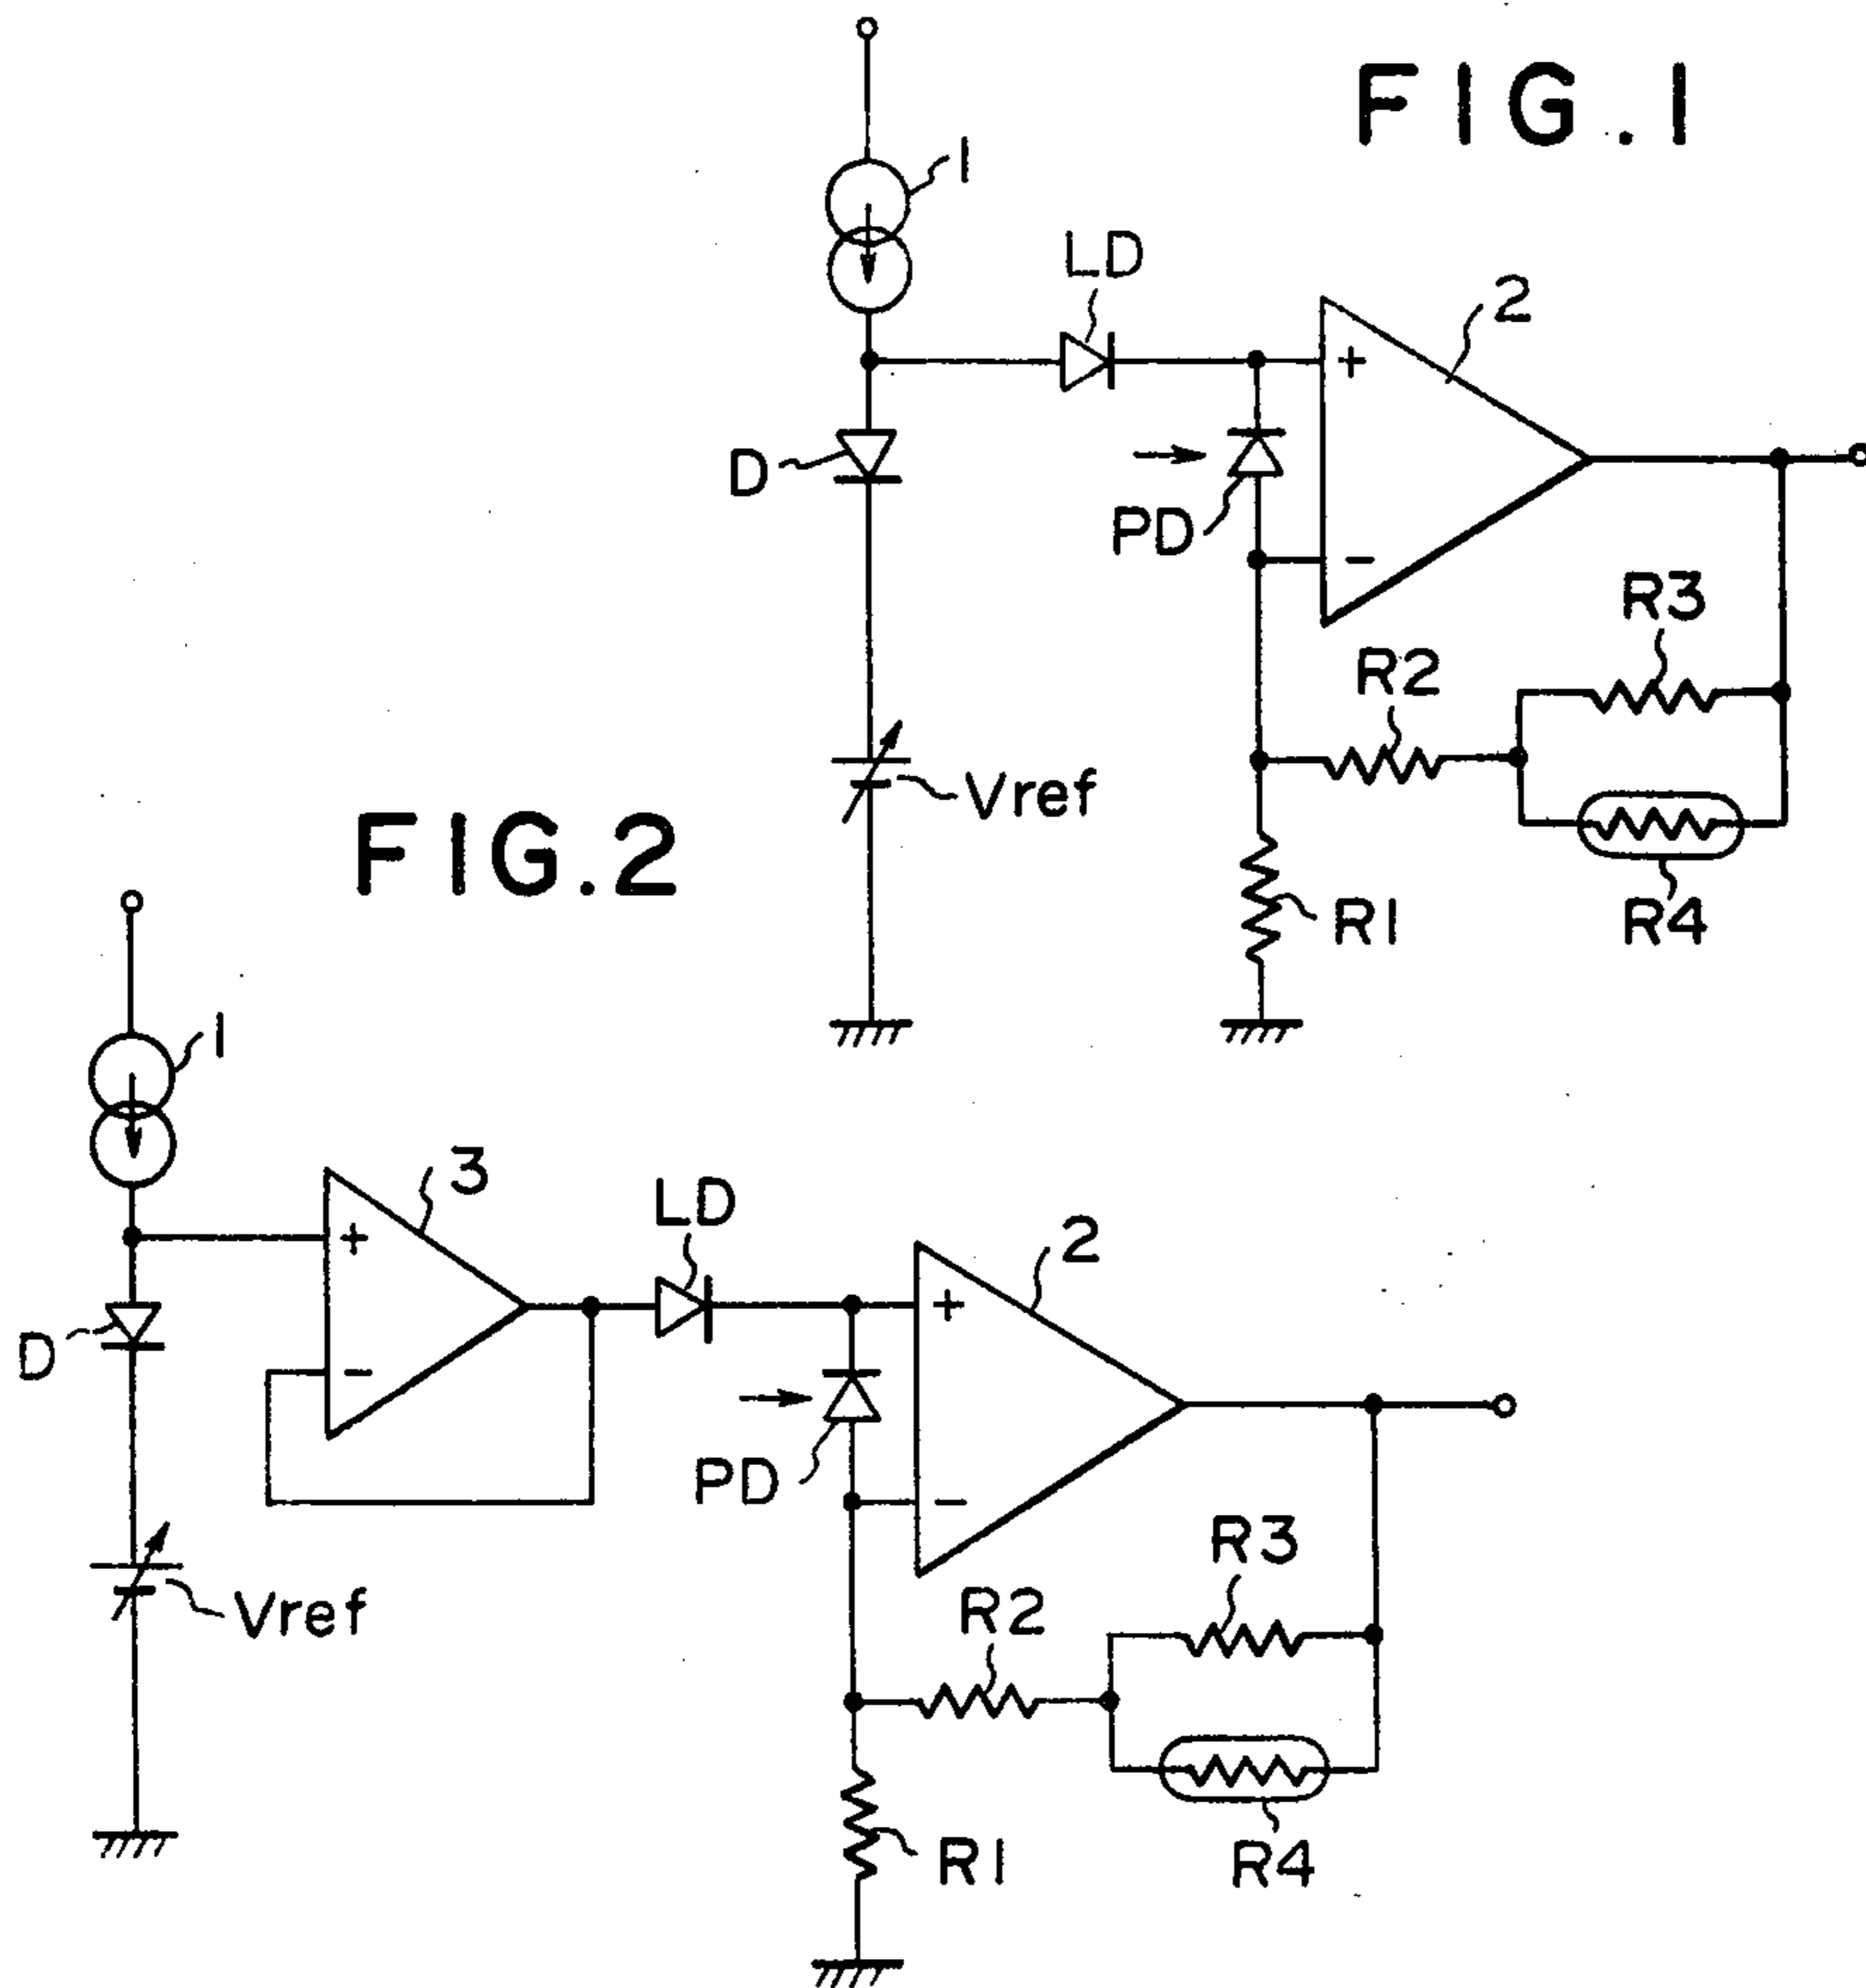 FIG.1
1
LD
2
+
D
PD
-
R3
R2
Vref
R1
R4
FIG.2
1
3
LD
2
+
+
D
-
PD
-
R3
R2
Vref
R1
R4